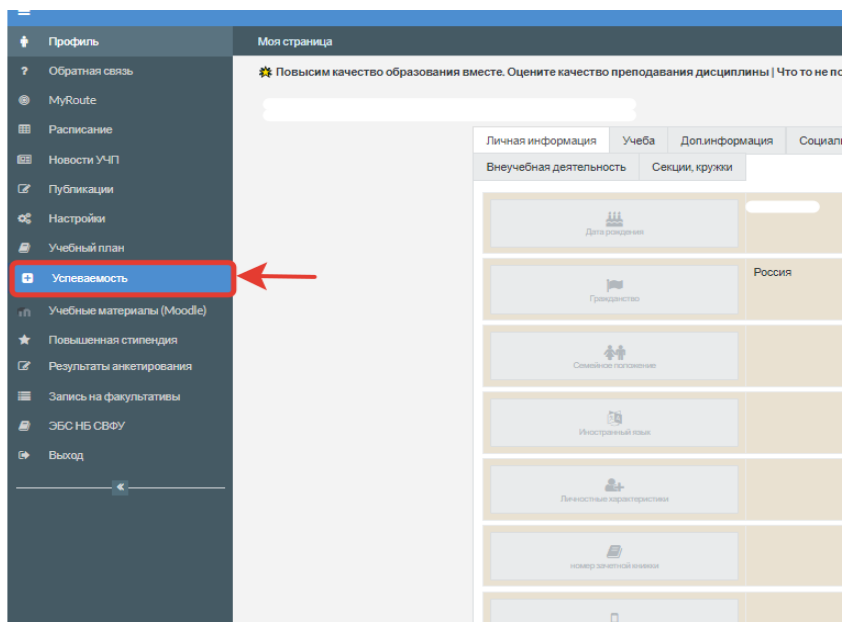 Профиль
Моя страница
Обратная связь
Повысим качество образования вместе. Оцените качество преподавания дисциплины | Что то не по
MyRoute
Расписание
Личная информация Учеба Доп.информация Социал
Новости УЧП
Внеучебная деятельность Секции, кружки
Публикации
Настройки
Дата рождения
Учебный план
Успеваемость
Россия
Гражданство
Учебные материалы (Moodle)
Повышенная стипендия
Результаты анкетирования
Семейное положение
Запись на факультативы
ЭБС НБ СВФУ
Иностранный язык
Выход
Личностные характеристики
номер зачетной книжки